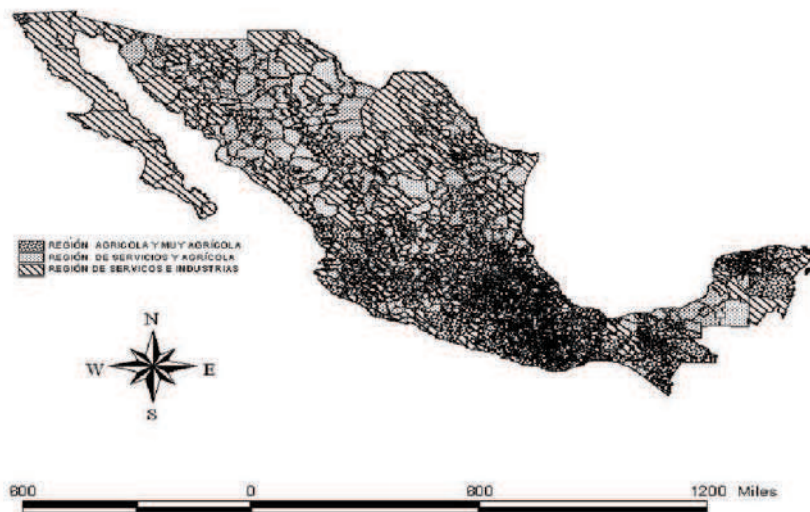 REGIÓN AGRICOLA Y MUY AGRÍCOLA
REGIÓN DE SERVICIOS Y AGRÍCOLA
REGIÓN DE SERVICOS E INDUSTRIAS
N
W E
S
600 0 600 1200 Miles